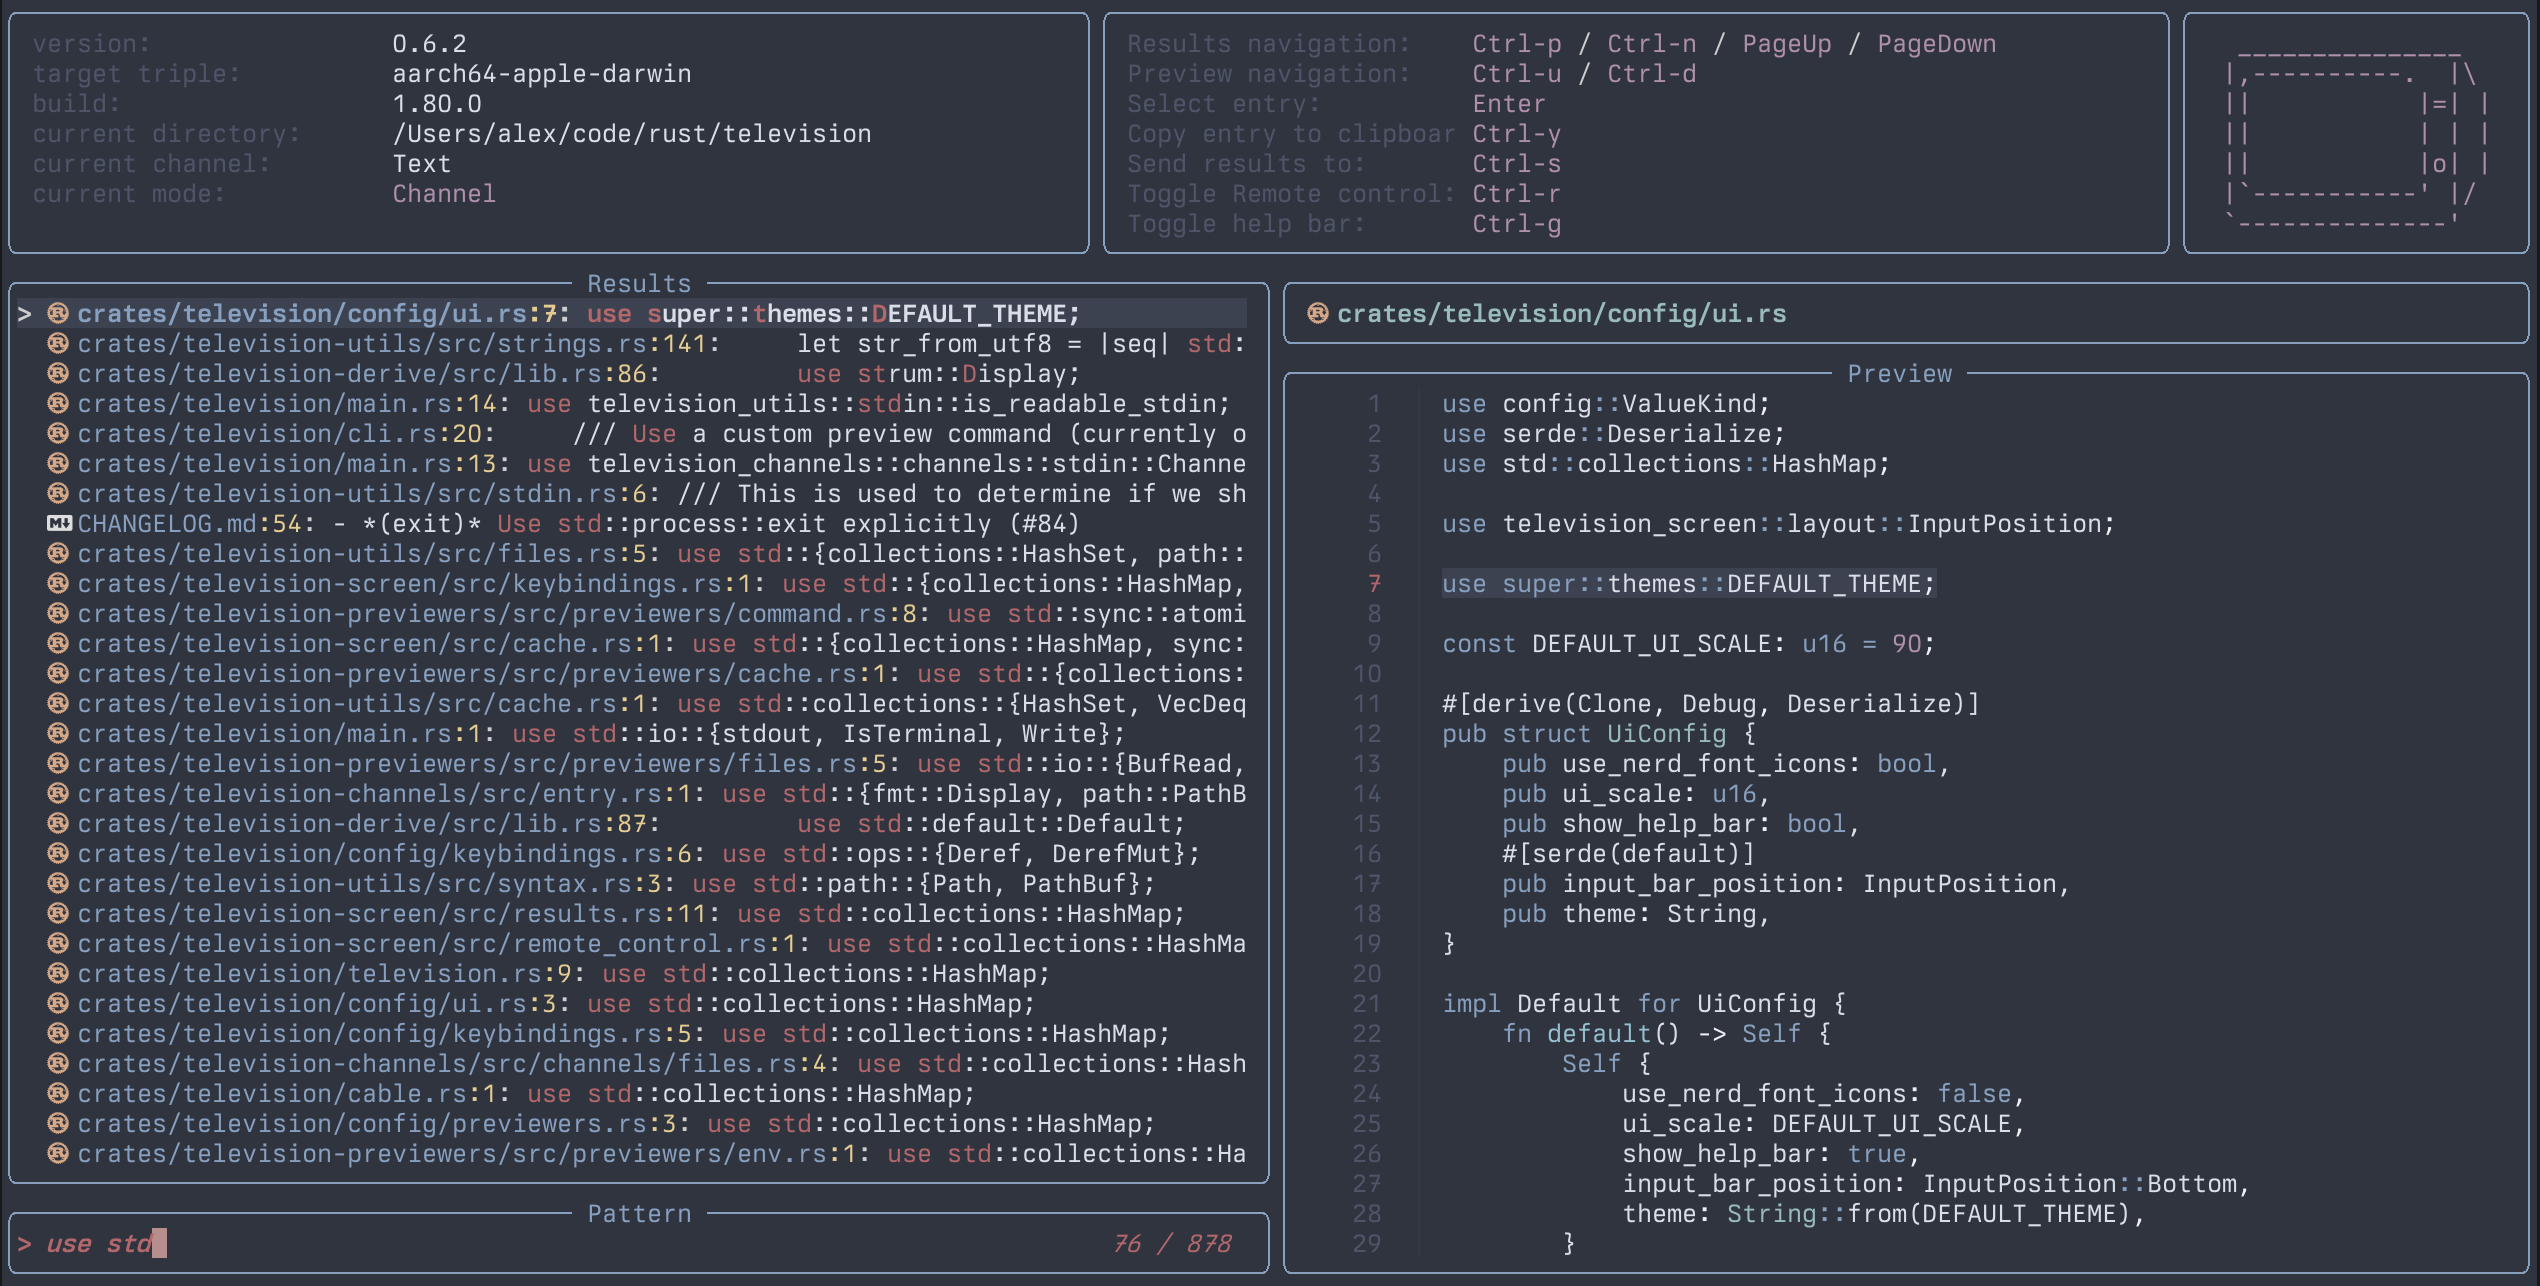 version: 0.6.2
target triple: aarch64-apple-darwin
build: 1.80.0
current directory: /Users/alex/code/rust/television
current channel: Text
current mode: Channel
Results navigation: Ctrl-p / Ctrl-n / PageUp / PageDown
Preview navigation: Ctrl-u / Ctrl-d
Select entry: Enter
Copy entry to clipboar Ctrl-y
Send results to: Ctrl-s
Toggle Remote control: Ctrl-r
Toggle help bar: Ctrl-g
 _______________
|,----------.  |\
||           |=| |
||           | | |
||           |o| |
|`-----------' |/
`--------------'
Results
> crates/television/config/ui.rs:7: use super::themes::DEFAULT_THEME;
crates/television-utils/src/strings.rs:141:     let str_from_utf8 = |seq| std:
crates/television-derive/src/lib.rs:86:         use strum::Display;
crates/television/main.rs:14: use television_utils::stdin::is_readable_stdin;
crates/television/cli.rs:20:     /// Use a custom preview command (currently o
crates/television/main.rs:13: use television_channels::channels::stdin::Channe
crates/television-utils/src/stdin.rs:6: /// This is used to determine if we sh
CHANGELOG.md:54: - *(exit)* Use std::process::exit explicitly (#84)
crates/television-utils/src/files.rs:5: use std::{collections::HashSet, path::
crates/television-screen/src/keybindings.rs:1: use std::{collections::HashMap,
crates/television-previewers/src/previewers/command.rs:8: use std::sync::atomi
crates/television-screen/src/cache.rs:1: use std::{collections::HashMap, sync:
crates/television-previewers/src/previewers/cache.rs:1: use std::{collections:
crates/television-utils/src/cache.rs:1: use std::collections::{HashSet, VecDeq
crates/television/main.rs:1: use std::io::{stdout, IsTerminal, Write};
crates/television-previewers/src/previewers/files.rs:5: use std::io::{BufRead,
crates/television-channels/src/entry.rs:1: use std::{fmt::Display, path::PathB
crates/television-derive/src/lib.rs:87:         use std::default::Default;
crates/television/config/keybindings.rs:6: use std::ops::{Deref, DerefMut};
crates/television-utils/src/syntax.rs:3: use std::path::{Path, PathBuf};
crates/television-screen/src/results.rs:11: use std::collections::HashMap;
crates/television-screen/src/remote_control.rs:1: use std::collections::HashMa
crates/television/television.rs:9: use std::collections::HashMap;
crates/television/config/ui.rs:3: use std::collections::HashMap;
crates/television/config/keybindings.rs:5: use std::collections::HashMap;
crates/television-channels/src/channels/files.rs:4: use std::collections::Hash
crates/television/cable.rs:1: use std::collections::HashMap;
crates/television/config/previewers.rs:3: use std::collections::HashMap;
crates/television-previewers/src/previewers/env.rs:1: use std::collections::Ha
Pattern
> use std 76 / 878
crates/television/config/ui.rs
Preview
1 use config::ValueKind;
2 use serde::Deserialize;
3 use std::collections::HashMap;
4
5 use television_screen::layout::InputPosition;
6
7 use super::themes::DEFAULT_THEME;
8
9 const DEFAULT_UI_SCALE: u16 = 90;
10
11 #[derive(Clone, Debug, Deserialize)]
12 pub struct UiConfig {
13     pub use_nerd_font_icons: bool,
14     pub ui_scale: u16,
15     pub show_help_bar: bool,
16     #[serde(default)]
17     pub input_bar_position: InputPosition,
18     pub theme: String,
19 }
20
21 impl Default for UiConfig {
22     fn default() -> Self {
23         Self {
24             use_nerd_font_icons: false,
25             ui_scale: DEFAULT_UI_SCALE,
26             show_help_bar: true,
27             input_bar_position: InputPosition::Bottom,
28             theme: String::from(DEFAULT_THEME),
29         }